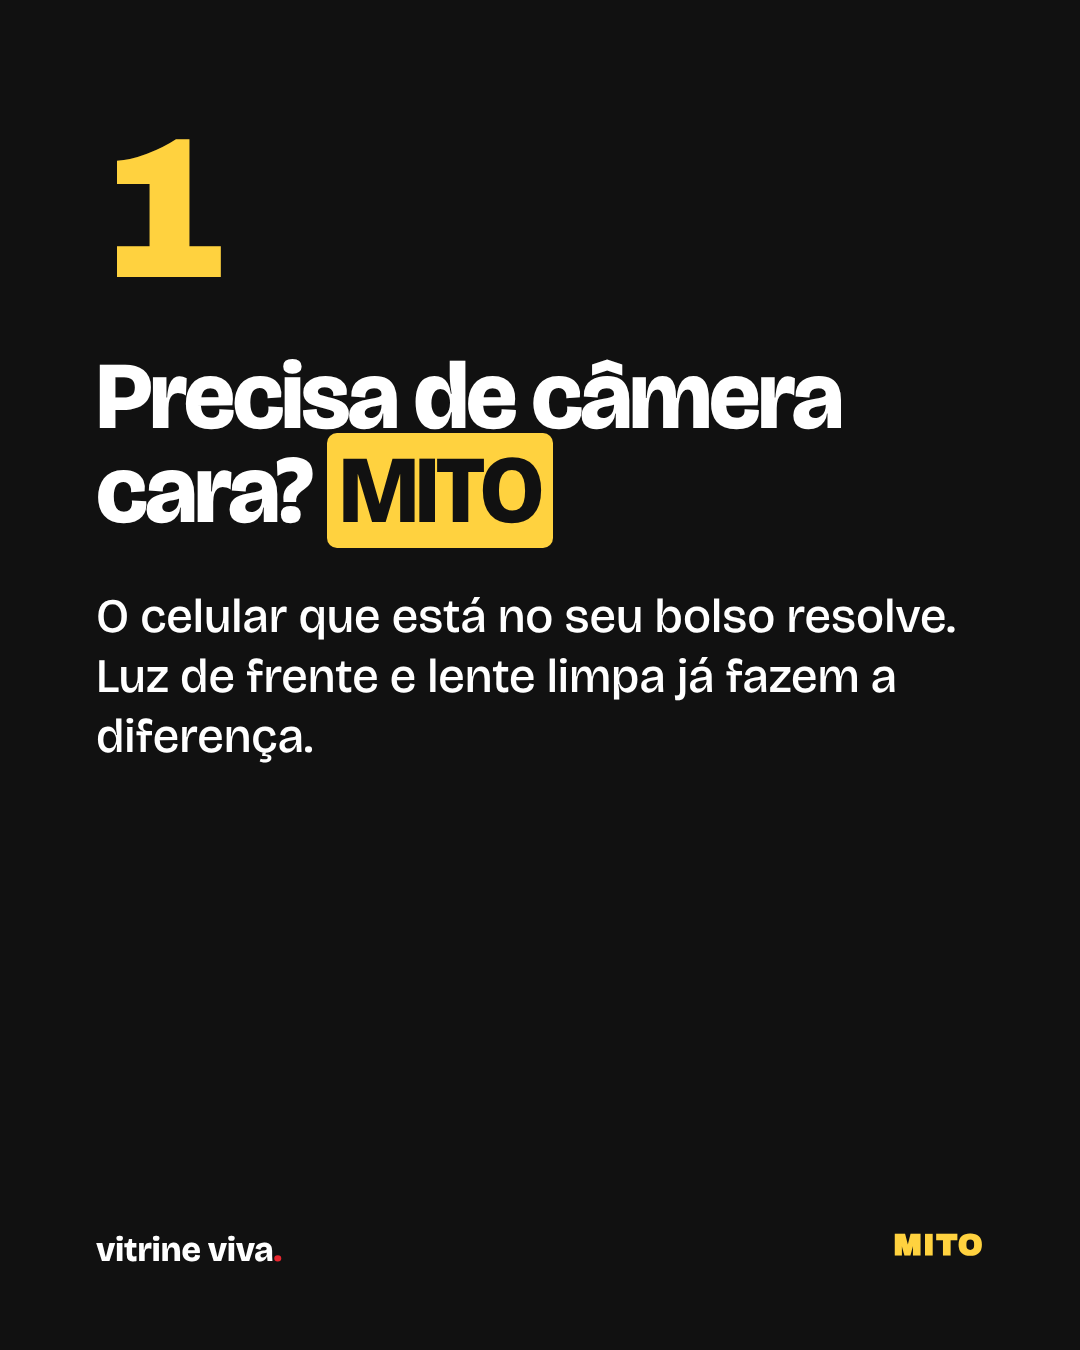 1
Precisa de câmera
cara? MITO
O celular que está no seu bolso resolve.
Luz de frente e lente limpa já fazem a
diferença.
vitrine viva.
MITO